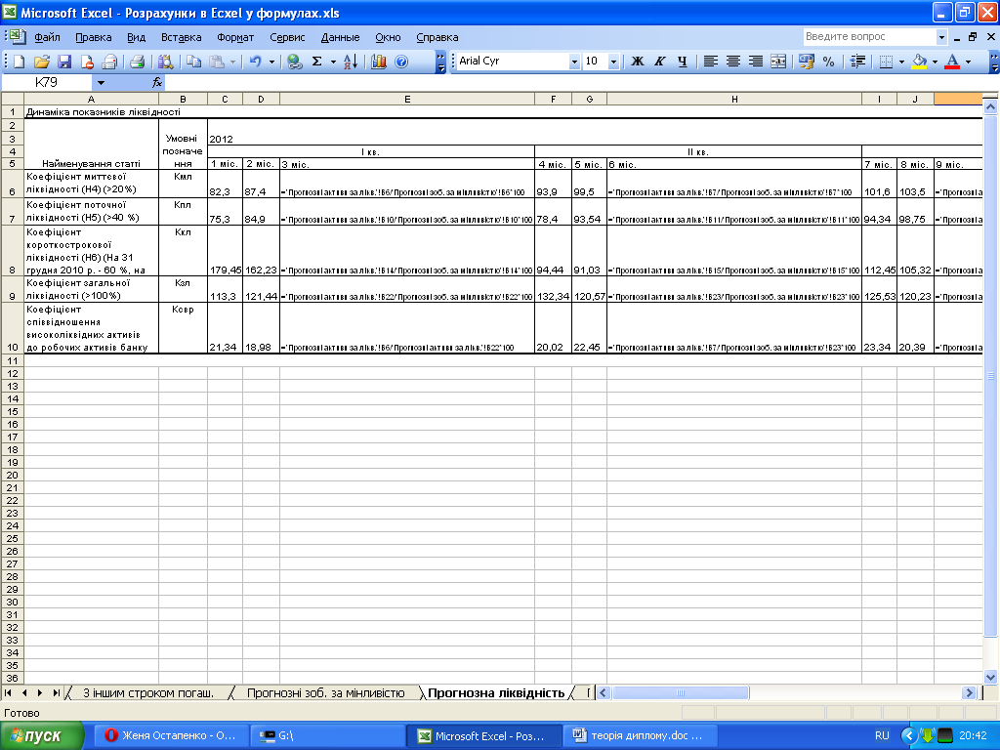 Microsoft Excel - Розрахунки в Ecxel у формулах.xls
Файл Правка Вид Вставка Формат Сервис Данные Окно Справка Введите вопрос
Arial Cyr 10 Ж К Ч
K79 fx
A B C D E F G H I J
1 Динаміка показників ліквідності
2
3 Найменування статті Умовні позначення 2012
4 I кв. II кв.
5 1 міс. 2 міс. 3 міс. 4 міс. 5 міс. 6 міс. 7 міс. 8 міс. 9 міс.
6 Коефіцієнт миттєвої ліквідності (Н4) (>20%) Кмл 82,3 87,4 ='Прогнозні активи за лікв.'!B6/'Прогнозні зоб. за мінливістю'!B6*100 93,9 99,5 ='Прогнозні активи за лікв.'!B7/'Прогнозні зоб. за мінливістю'!B7*100 101,6 103,5 ='Прогнозні а
7 Коефіцієнт поточної ліквідності (Н5) (>40 %) Кпл 75,3 84,9 ='Прогнозні активи за лікв.'!B10/'Прогнозні зоб. за мінливістю'!B10*100 78,4 93,54 ='Прогнозні активи за лікв.'!B11/'Прогнозні зоб. за мінливістю'!B11*100 94,34 98,75 ='Прогнозні а
8 Коефіцієнт короткострокової ліквідності (Н6) (На 31 грудня 2010 р. - 60 %, на Ккл 179,45 162,23 ='Прогнозні активи за лікв.'!B14/'Прогнозні зоб. за мінливістю'!B14*100 94,44 91,03 ='Прогнозні активи за лікв.'!B15/'Прогнозні зоб. за мінливістю'!B15*100 112,45 105,32 ='Прогнозні а
9 Коефіцієнт загальної ліквідності (>100%) Кзл 113,3 121,44 ='Прогнозні активи за лікв.'!B22/'Прогнозні зоб. за мінливістю'!B22*100 132,34 120,57 ='Прогнозні активи за лікв.'!B23/'Прогнозні зоб. за мінливістю'!B23*100 125,53 120,23 ='Прогнозні а
10 Коефіцієнт співвідношення високоліквідних активів до робочих активів банку Ксвр 21,34 18,98 ='Прогнозні активи за лікв.'!B6/'Прогнозні активи за лікв.'!B22*100 20,02 22,45 ='Прогнозні активи за лікв.'!B7/'Прогнозні зоб. за мінливістю'!B23*100 23,34 20,39 ='Прогнозні а
11
12
13
14
15
16
17
18
19
20
21
22
23
24
25
26
27
28
29
30
31
32
33
34
35
36
З іншим строком погаш. Прогнозні зоб. за мінливістю Прогнозна ліквідність
Готово
пуск Женя Остапенко - О... G:\ Microsoft Excel - Роз... теорія диплому.doc ... RU 20:42